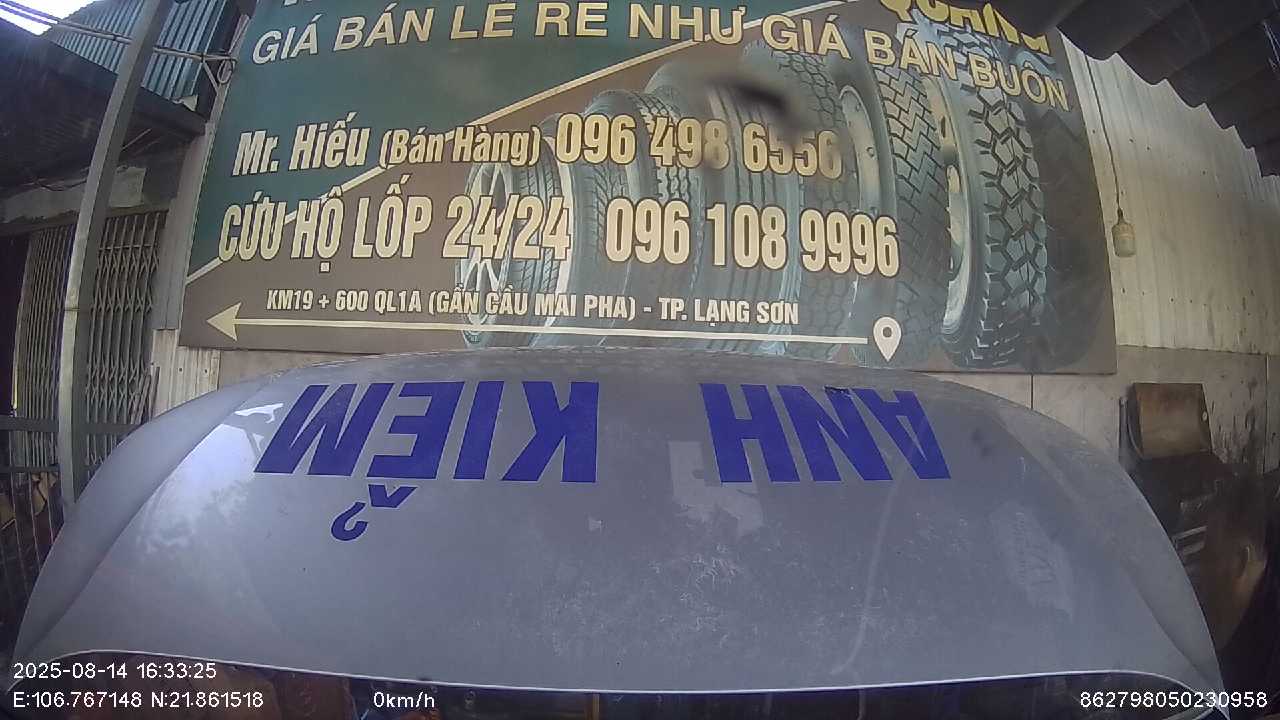 QUANG
GIÁ BÁN LẺ RẺ NHƯ GIÁ BÁN BUÔN
Mr. Hiếu (Bán Hàng) 096 498 6556
CỨU HỘ LỐP 24/24 096 108 9996
KM19 + 600 QL1A (GẦN CẦU MAI PHA) - TP. LẠNG SƠN
ANH KIỂM
2025-08-14 16:33:25
E:106.767148 N:21.861518 0km/h 862798050230958